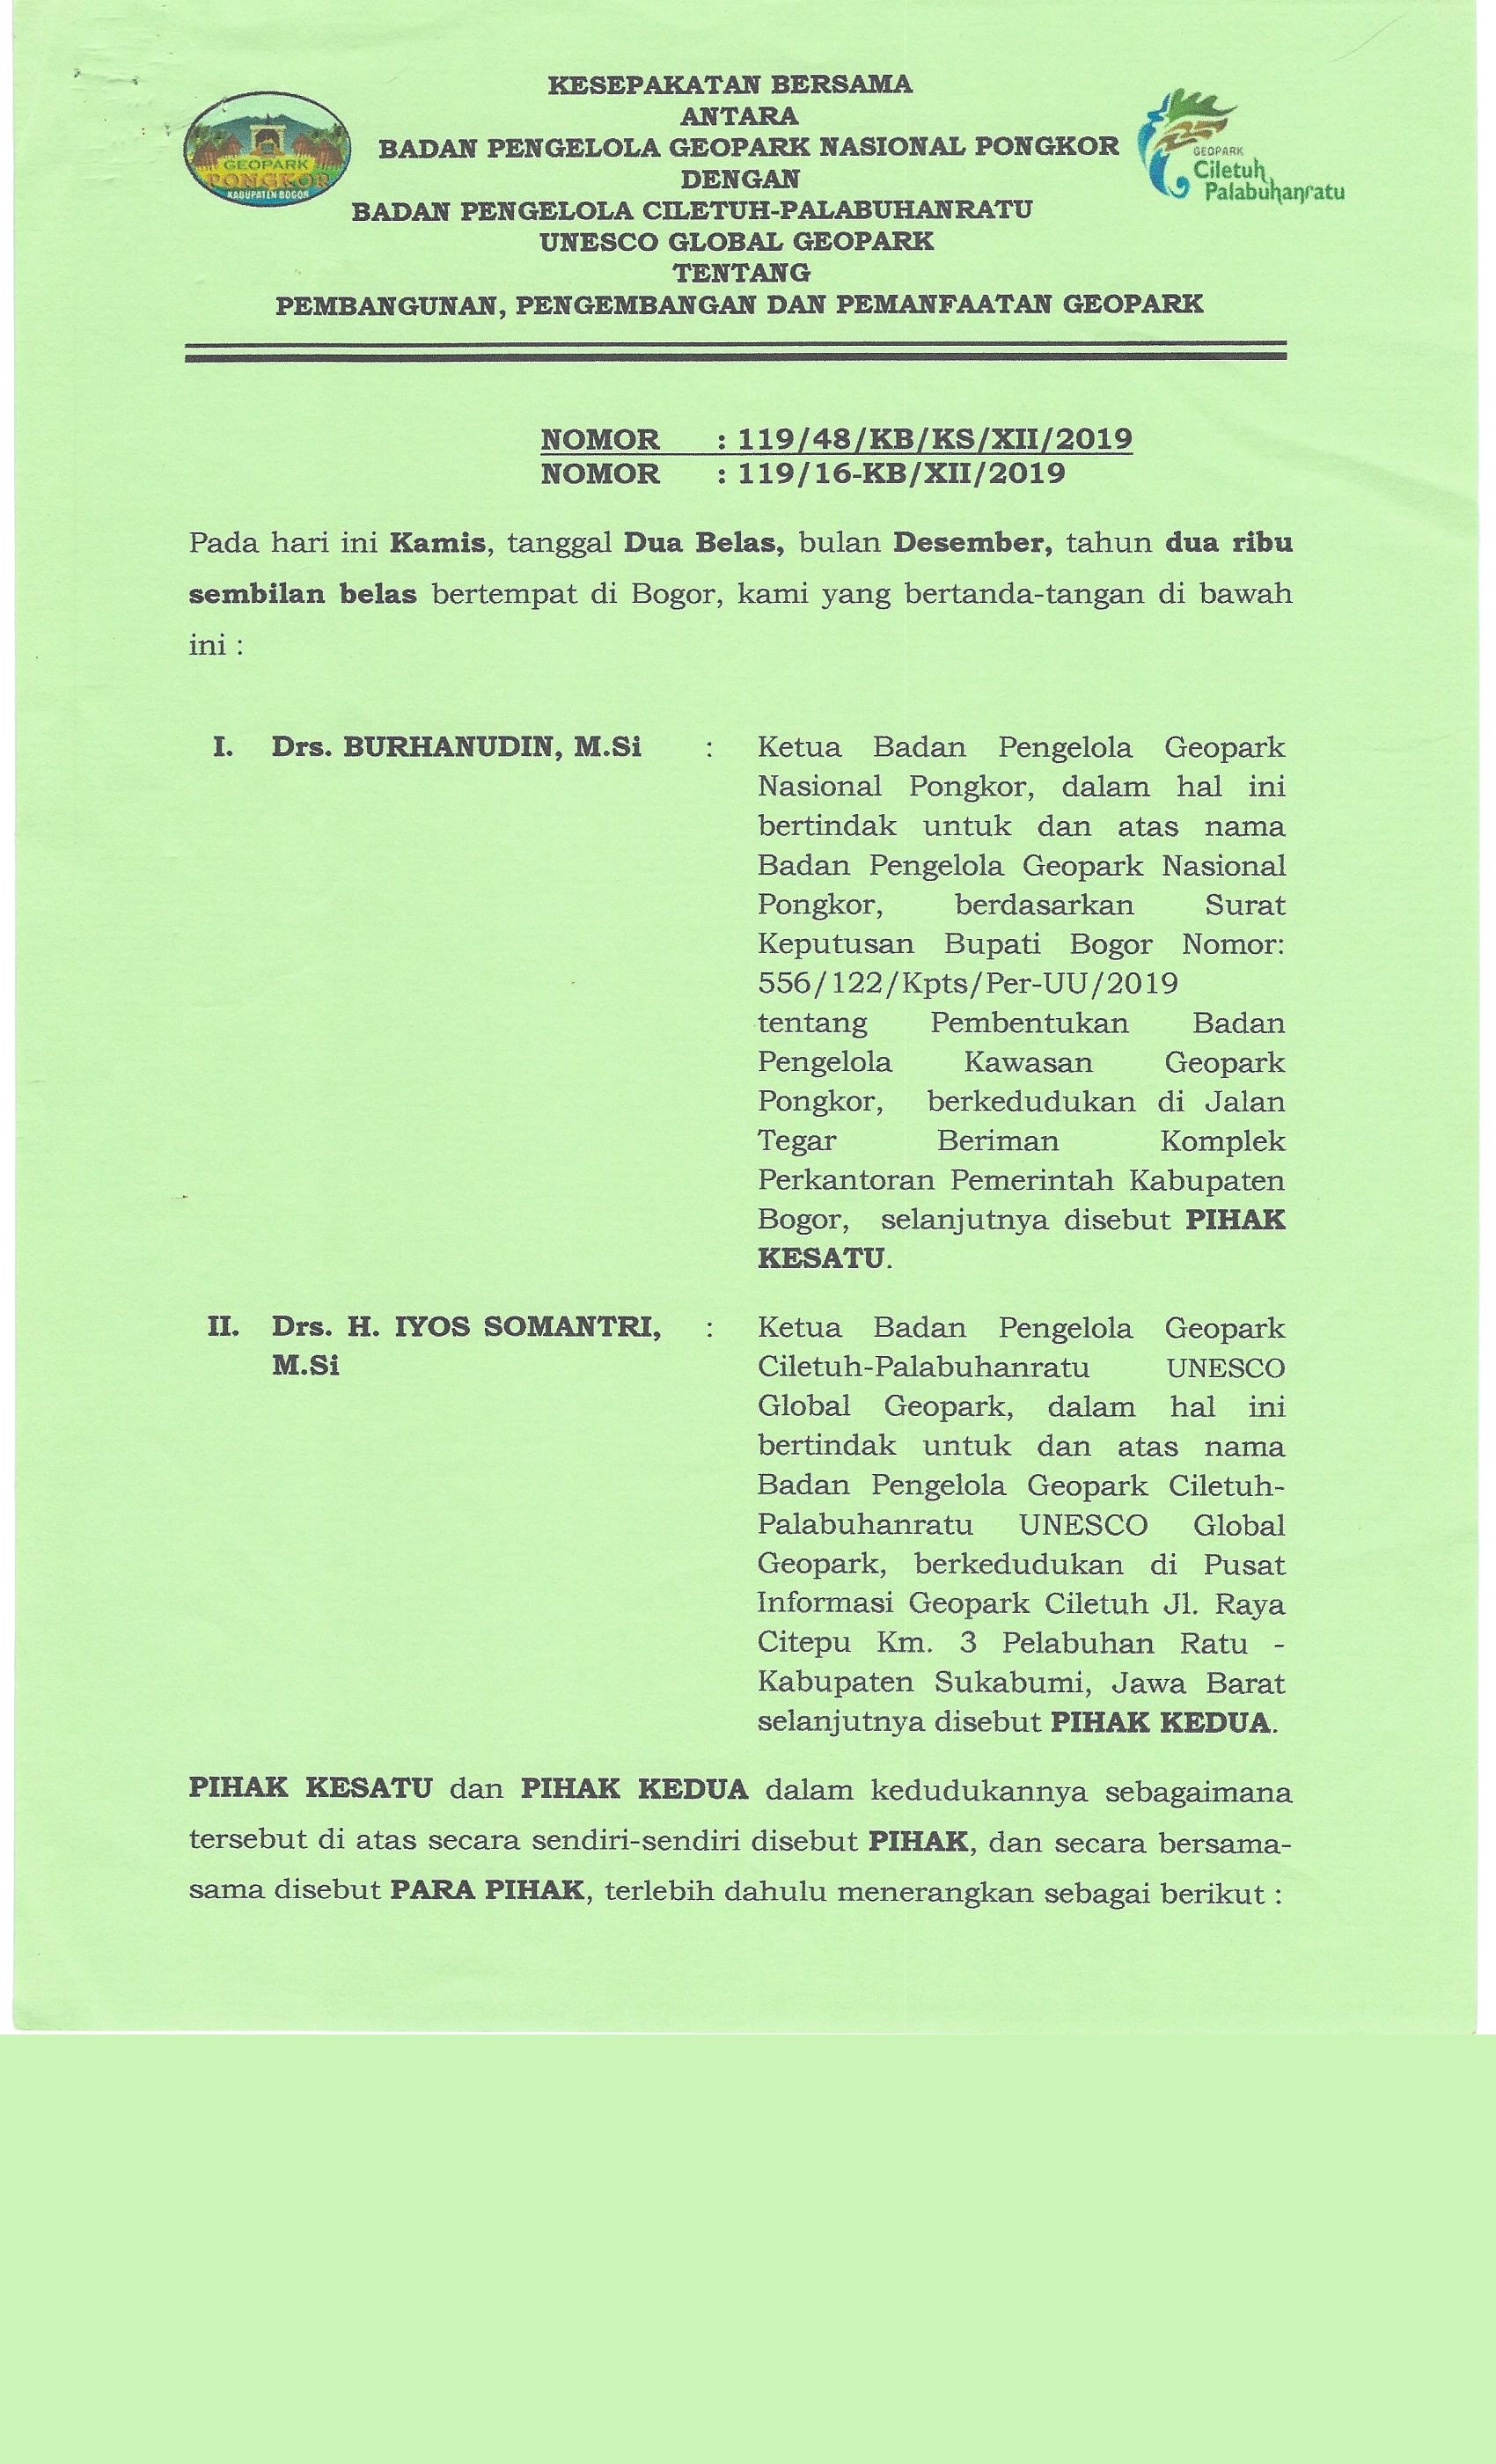 KESEPAKATAN BERSAMA
ANTARA
BADAN PENGELOLA GEOPARK NASIONAL PONGKOR
DENGAN
BADAN PENGELOLA CILETUH-PALABUHANRATU
UNESCO GLOBAL GEOPARK
TENTANG
PEMBANGUNAN, PENGEMBANGAN DAN PEMANFAATAN GEOPARK
GEOPARK
PONGKOR
KABUPATEN BOGOR
GEOPARK
Ciletuh
Palabuhanratu
NOMOR : 119/48/KB/KS/XII/2019
NOMOR : 119/16-KB/XII/2019
Pada hari ini Kamis, tanggal Dua Belas, bulan Desember, tahun dua ribu
sembilan belas bertempat di Bogor, kami yang bertanda-tangan di bawah
ini :
I. Drs. BURHANUDIN, M.Si : Ketua Badan Pengelola Geopark
Nasional Pongkor, dalam hal ini
bertindak untuk dan atas nama
Badan Pengelola Geopark Nasional
Pongkor, berdasarkan Surat
Keputusan Bupati Bogor Nomor:
556/122/Kpts/Per-UU/2019
tentang Pembentukan Badan
Pengelola Kawasan Geopark
Pongkor, berkedudukan di Jalan
Tegar Beriman Komplek
Perkantoran Pemerintah Kabupaten
Bogor, selanjutnya disebut PIHAK
KESATU.
II. Drs. H. IYOS SOMANTRI, : Ketua Badan Pengelola Geopark
M.Si Ciletuh-Palabuhanratu UNESCO
Global Geopark, dalam hal ini
bertindak untuk dan atas nama
Badan Pengelola Geopark Ciletuh-
Palabuhanratu UNESCO Global
Geopark, berkedudukan di Pusat
Informasi Geopark Ciletuh Jl. Raya
Citepu Km. 3 Pelabuhan Ratu -
Kabupaten Sukabumi, Jawa Barat
selanjutnya disebut PIHAK KEDUA.
PIHAK KESATU dan PIHAK KEDUA dalam kedudukannya sebagaimana
tersebut di atas secara sendiri-sendiri disebut PIHAK, dan secara bersama-
sama disebut PARA PIHAK, terlebih dahulu menerangkan sebagai berikut :